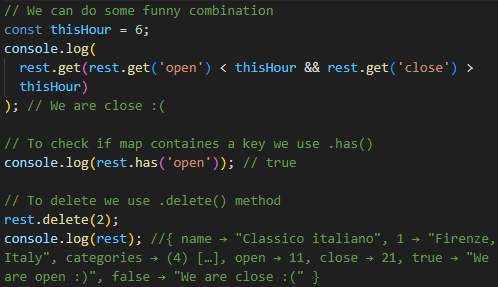 // We can do some funny combination
const thisHour = 6;
console.log(
rest.get(rest.get('open') < thisHour && rest.get('close') >
thisHour)
); // We are close :(
// To check if map containes a key we use .has()
console.log(rest.has('open')); // true
// To delete we use .delete() method
rest.delete(2);
console.log(rest); //{ name → "Classico italiano", 1 → "Firenze,
Italy", categories → (4) […], open → 11, close → 21, true → "We
are open :)", false → "We are close :(" }